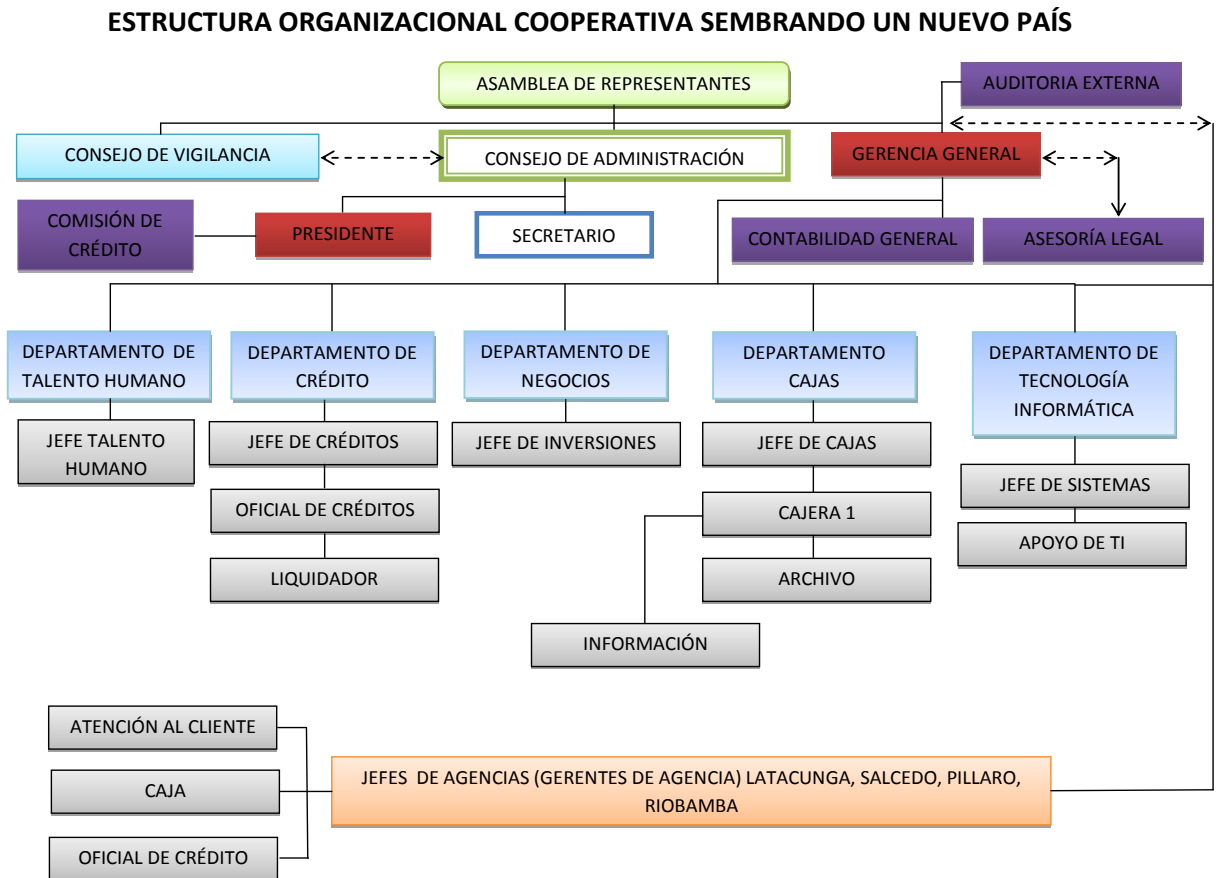 ESTRUCTURA ORGANIZACIONAL COOPERATIVA SEMBRANDO UN NUEVO PAÍS
ASAMBLEA DE REPRESENTANTES
AUDITORIA EXTERNA
CONSEJO DE VIGILANCIA
CONSEJO DE ADMINISTRACIÓN
GERENCIA GENERAL
COMISIÓN DE
CRÉDITO
PRESIDENTE
SECRETARIO
CONTABILIDAD GENERAL
ASESORÍA LEGAL
DEPARTAMENTO DE
TALENTO HUMANO
DEPARTAMENTO DE
CRÉDITO
DEPARTAMENTO DE
NEGOCIOS
DEPARTAMENTO
CAJAS
DEPARTAMENTO DE
TECNOLOGÍA
INFORMÁTICA
JEFE TALENTO
HUMANO
JEFE DE CRÉDITOS
JEFE DE INVERSIONES
JEFE DE CAJAS
JEFE DE SISTEMAS
OFICIAL DE CRÉDITOS
CAJERA 1
APOYO DE TI
LIQUIDADOR
ARCHIVO
INFORMACIÓN
ATENCIÓN AL CLIENTE
CAJA
OFICIAL DE CRÉDITO
JEFES DE AGENCIAS (GERENTES DE AGENCIA) LATACUNGA, SALCEDO, PILLARO,
RIOBAMBA